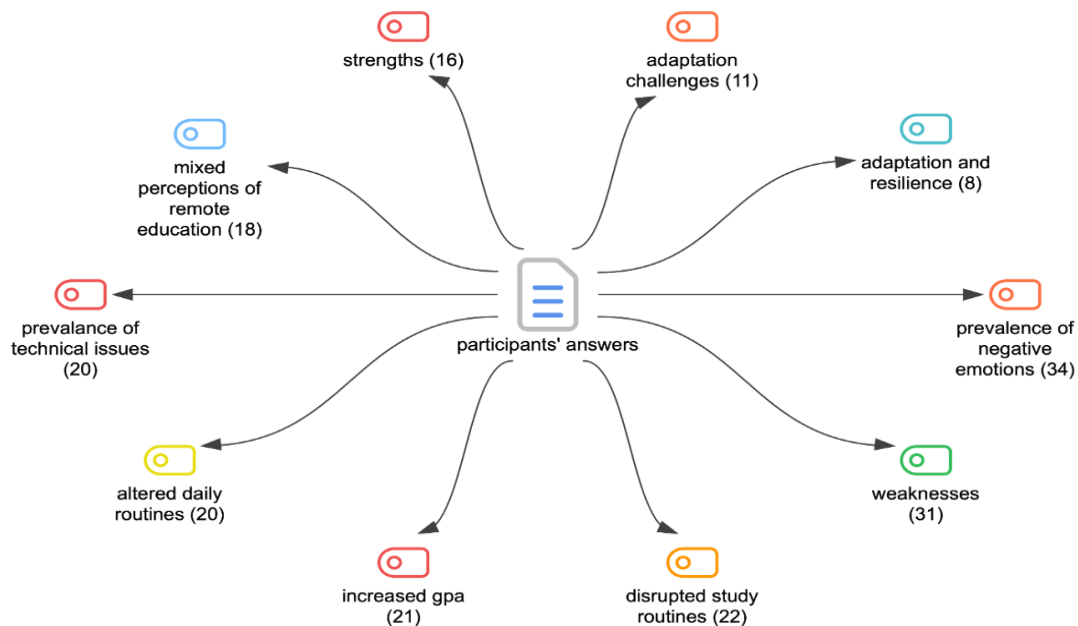 strengths (16)
adaptation
challenges (11)
mixed
perceptions of
remote
education (18)
adaptation and
resilience (8)
prevalance of
technical issues
(20)
participants' answers
prevalence of
negative
emotions (34)
altered daily
routines (20)
weaknesses
(31)
increased gpa
(21)
disrupted study
routines (22)